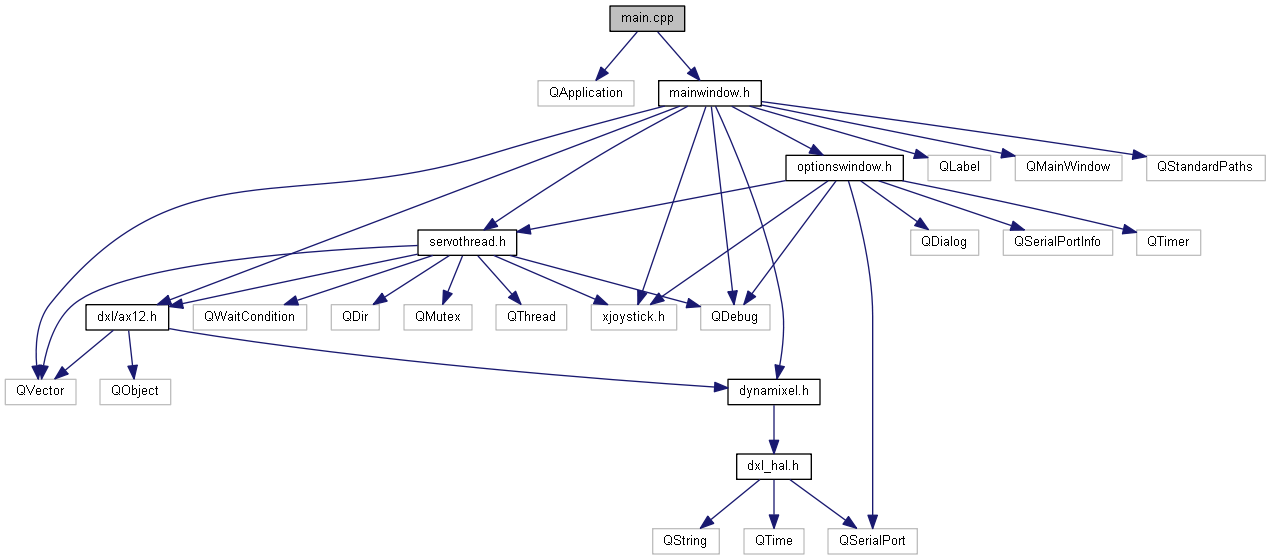 main.cpp
QApplication
mainwindow.h
optionswindow.h
QLabel
QMainWindow
QStandardPaths
servothread.h
QDialog
QSerialPortInfo
QTimer
dxl/ax12.h
QWaitCondition
QDir
QMutex
QThread
xjoystick.h
QDebug
QVector
QObject
dynamixel.h
dxl_hal.h
QString
QTime
QSerialPort